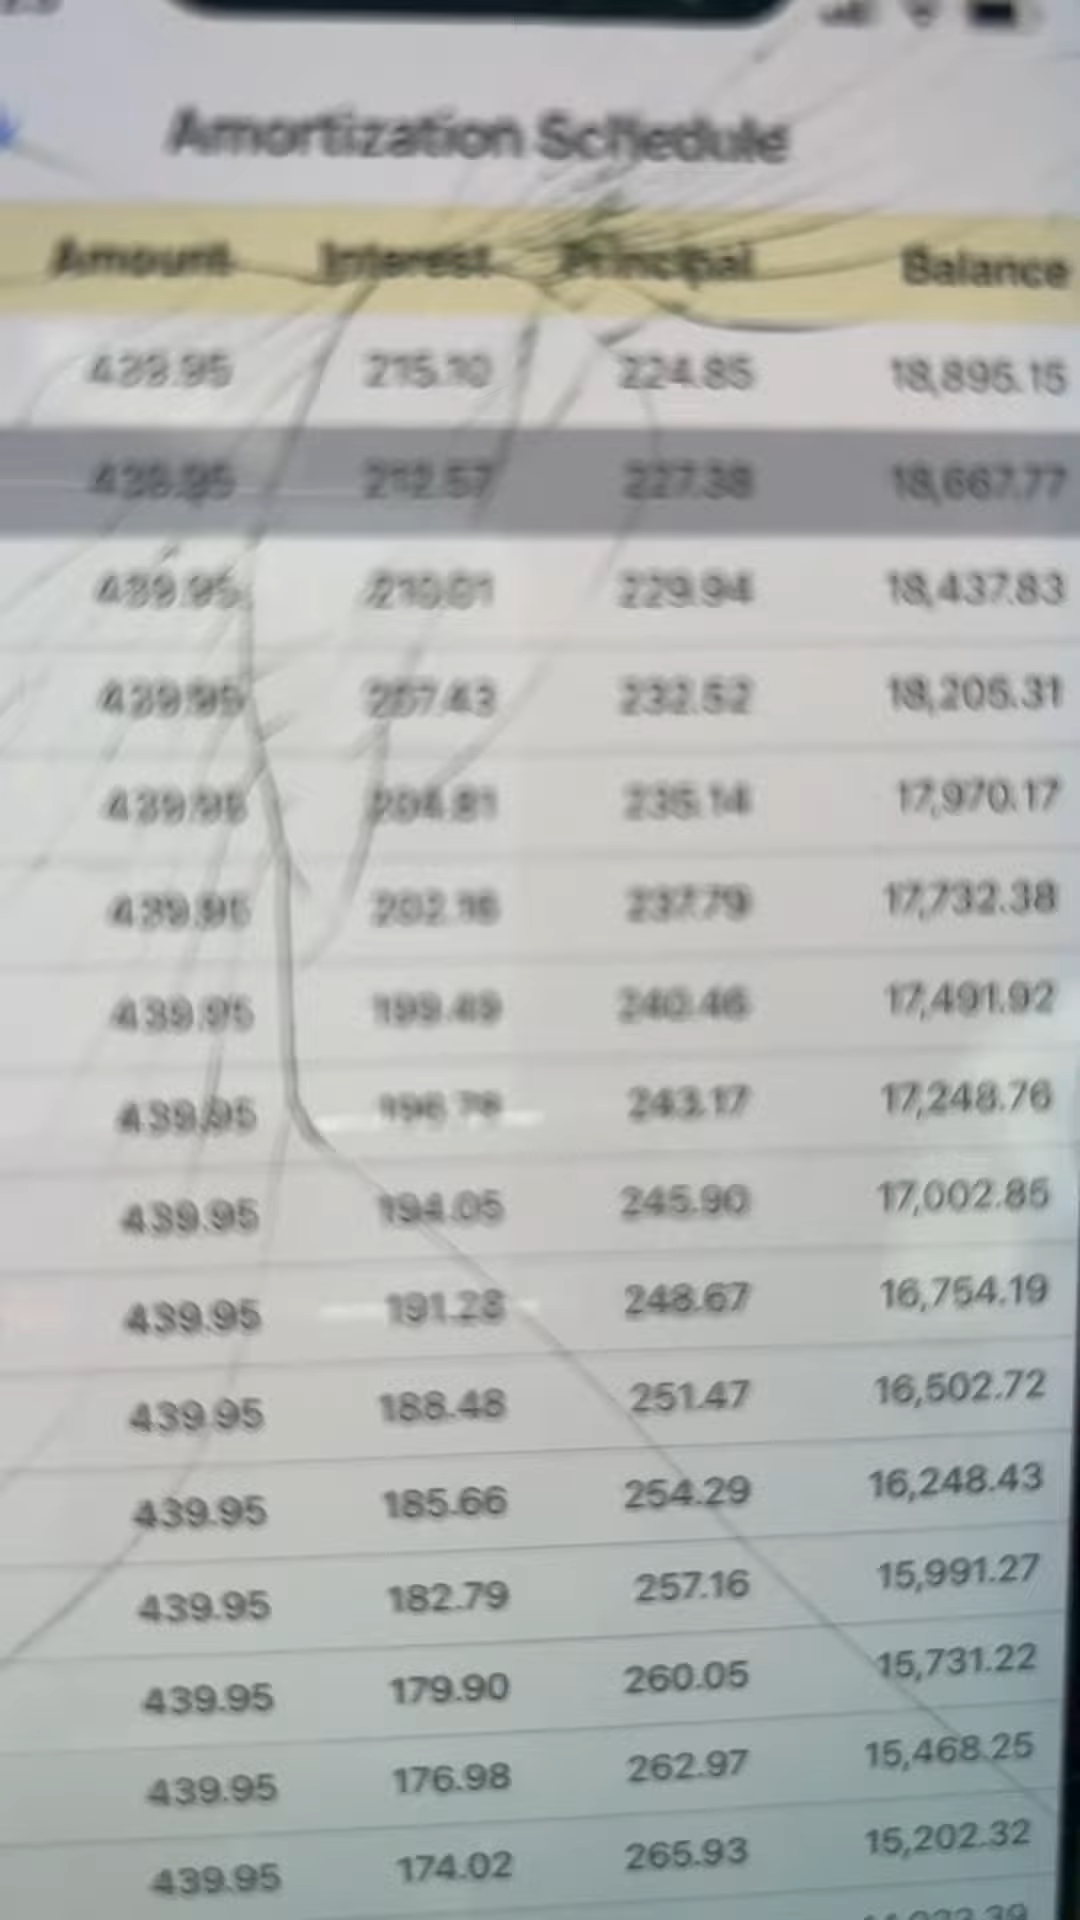 Amortization Schedule
Amount Interest Principal Balance
439.95 215.10 224.85 18,895.15
439.95 212.57 227.38 18,667.77
439.95 210.01 229.94 18,437.83
439.95 207.43 232.52 18,205.31
439.95 204.81 235.14 17,970.17
439.95 202.16 237.79 17,732.38
439.95 199.49 240.46 17,491.92
439.95 196.78 243.17 17,248.76
439.95 194.05 245.90 17,002.85
439.95 191.28 248.67 16,754.19
439.95 188.48 251.47 16,502.72
439.95 185.66 254.29 16,248.43
439.95 182.79 257.16 15,991.27
439.95 179.90 260.05 15,731.22
439.95 176.98 262.97 15,468.25
439.95 174.02 265.93 15,202.32